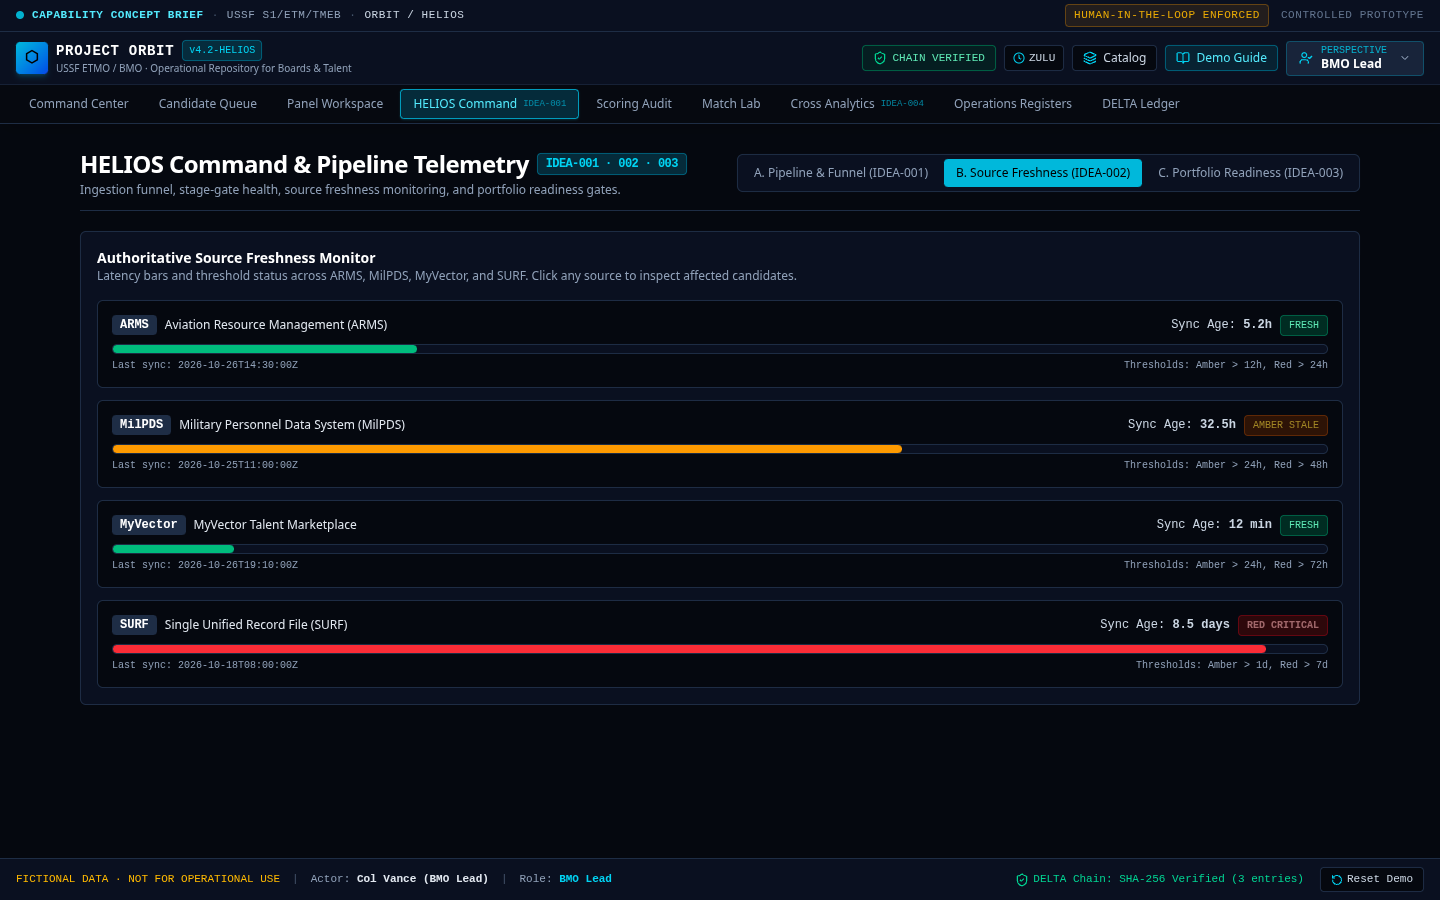 CAPABILITY CONCEPT BRIEF · USSF S1/ETM/TMEB · ORBIT / HELIOS
HUMAN-IN-THE-LOOP ENFORCED CONTROLLED PROTOTYPE
PROJECT ORBIT v4.2-HELIOS
USSF ETMO / BMO · Operational Repository for Boards & Talent
CHAIN VERIFIED ZULU Catalog Demo Guide
PERSPECTIVE
BMO Lead
Command Center Candidate Queue Panel Workspace HELIOS Command IDEA-001 Scoring Audit Match Lab Cross Analytics IDEA-004 Operations Registers DELTA Ledger
HELIOS Command & Pipeline Telemetry IDEA-001 · 002 · 003
Ingestion funnel, stage-gate health, source freshness monitoring, and portfolio readiness gates.
A. Pipeline & Funnel (IDEA-001) B. Source Freshness (IDEA-002) C. Portfolio Readiness (IDEA-003)
Authoritative Source Freshness Monitor
Latency bars and threshold status across ARMS, MilPDS, MyVector, and SURF. Click any source to inspect affected candidates.
ARMS Aviation Resource Management (ARMS) Sync Age: 5.2h FRESH
Last sync: 2026-10-26T14:30:00Z Thresholds: Amber > 12h, Red > 24h
MilPDS Military Personnel Data System (MilPDS) Sync Age: 32.5h AMBER STALE
Last sync: 2026-10-25T11:00:00Z Thresholds: Amber > 24h, Red > 48h
MyVector MyVector Talent Marketplace Sync Age: 12 min FRESH
Last sync: 2026-10-26T19:10:00Z Thresholds: Amber > 24h, Red > 72h
SURF Single Unified Record File (SURF) Sync Age: 8.5 days RED CRITICAL
Last sync: 2026-10-18T08:00:00Z Thresholds: Amber > 1d, Red > 7d
FICTIONAL DATA · NOT FOR OPERATIONAL USE | Actor: Col Vance (BMO Lead) | Role: BMO Lead
DELTA Chain: SHA-256 Verified (3 entries) Reset Demo